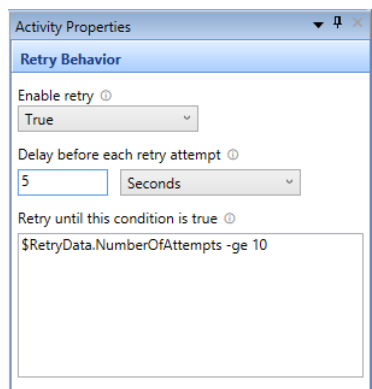 Activity Properties
Retry Behavior
Enable retry
True
Delay before each retry attempt
5 Seconds
Retry until this condition is true
$RetryData.NumberOfAttempts -ge 10